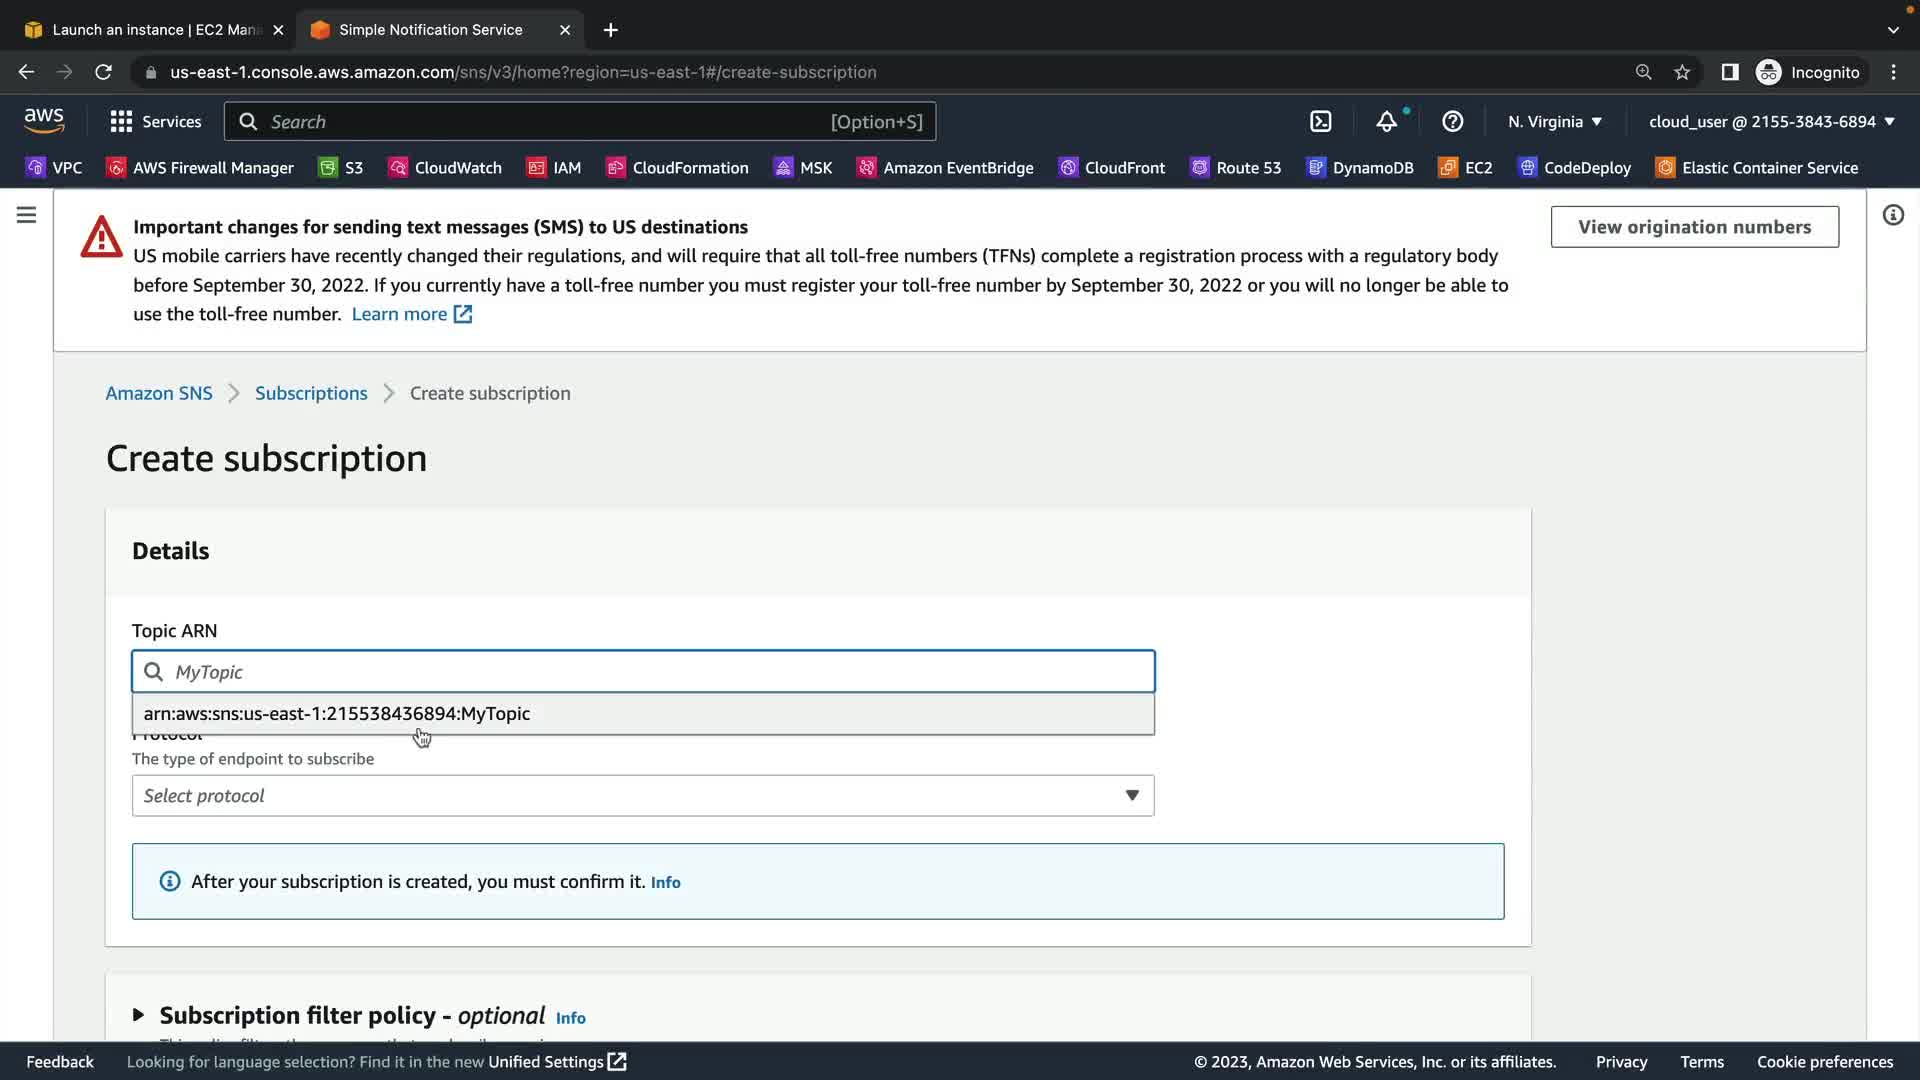 Launch an instance | EC2 Mana
Simple Notification Service
us-east-1.console.aws.amazon.com/sns/v3/home?region=us-east-1#/create-subscription
Incognito
aws
Services
Search
[Option+S]
N. Virginia
cloud_user @ 2155-3843-6894
VPC
AWS Firewall Manager
S3
CloudWatch
IAM
CloudFormation
MSK
Amazon EventBridge
CloudFront
Route 53
DynamoDB
EC2
CodeDeploy
Elastic Container Service
Important changes for sending text messages (SMS) to US destinations
US mobile carriers have recently changed their regulations, and will require that all toll-free numbers (TFNs) complete a registration process with a regulatory body
before September 30, 2022. If you currently have a toll-free number you must register your toll-free number by September 30, 2022 or you will no longer be able to
use the toll-free number. Learn more
View origination numbers
Amazon SNS
Subscriptions
Create subscription
Create subscription
Details
Topic ARN
MyTopic
arn:aws:sns:us-east-1:215538436894:MyTopic
Protocol
The type of endpoint to subscribe
Select protocol
After your subscription is created, you must confirm it. Info
Subscription filter policy - optional Info
Feedback
Looking for language selection? Find it in the new Unified Settings
© 2023, Amazon Web Services, Inc. or its affiliates.
Privacy
Terms
Cookie preferences